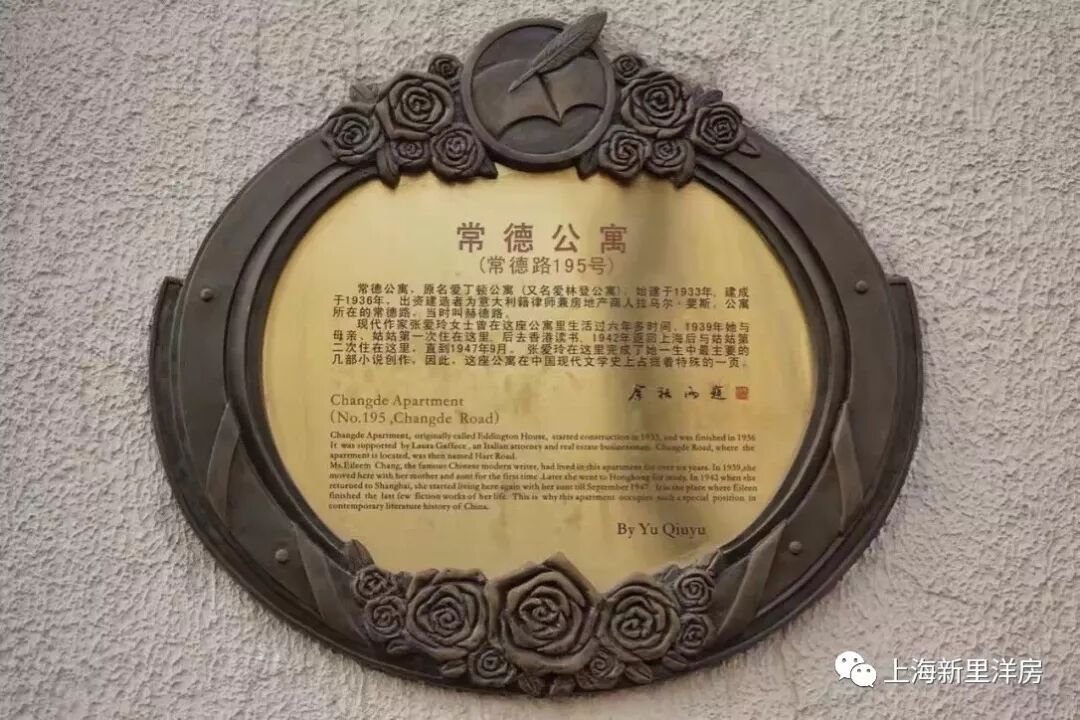 常德公寓
(常德路195号)
常德公寓，原名爱丁顿公寓(又名爱林登公寓)，始建于1933年，建成
于1936年，出资建造者为意大利籍律师兼房地产商人拉乌尔·斐斯，公寓
所在的常德路，当时叫赫德路。
现代作家张爱玲女士曾在这座公寓里生活过六年多时间，1939年她与
母亲、姑姑第一次住在这里，后去香港读书，1942年返回上海后与姑姑第
二次住在这里，直到1947年9月。张爱玲在这里完成了她一生中最主要的
几部小说创作，因此，这座公寓在中国现代文学史上占据着特殊的一页。
余秋雨题
Changde Apartment
(No.195 ,Changde Road)
Changde Apartment, originally called Eddington House, started construction in 1933, and was finished in 1936
It was supported by Laura Gaffece , an Italian attorney and real estate businessman. Changde Road, where the
apartment is located, was then named Hart Road.
Ms.Eileen Chang, the famous Chinese modern writer, had lived in this apartment for over six years. In 1939,she
moved here with her mother and aunt for the first time .Later she went to Hongkong for study. In 1942 when she
returned to Shanghai, she started living here again with her aunt till September 1947. It is the place where Eileen
finished the last few fiction works of her life. This is why this apartment occupies such a special position in
contemporary literature history of China.
By Yu Qiuyu
上海新里洋房